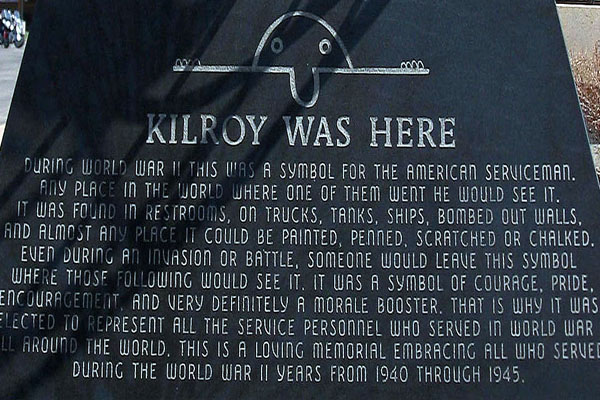 KILROY WAS HERE
DURING WORLD WAR II THIS WAS A SYMBOL FOR THE AMERICAN SERVICEMAN.
ANY PLACE IN THE WORLD WHERE ONE OF THEM WENT HE WOULD SEE IT.
IT WAS FOUND IN RESTROOMS, ON TRUCKS, TANKS, SHIPS, BOMBED OUT WALLS,
AND ALMOST ANY PLACE IT COULD BE PAINTED, PENNED, SCRATCHED OR CHALKED.
EVEN DURING AN INVASION OR BATTLE, SOMEONE WOULD LEAVE THIS SYMBOL
WHERE THOSE FOLLOWING WOULD SEE IT. IT WAS A SYMBOL OF COURAGE, PRIDE,
ENCOURAGEMENT, AND VERY DEFINITELY A MORALE BOOSTER. THAT IS WHY IT WAS
ELECTED TO REPRESENT ALL THE SERVICE PERSONNEL WHO SERVED IN WORLD WAR
LL AROUND THE WORLD. THIS IS A LOVING MEMORIAL EMBRACING ALL WHO SERVED
DURING THE WORLD WAR II YEARS FROM 1940 THROUGH 1945.